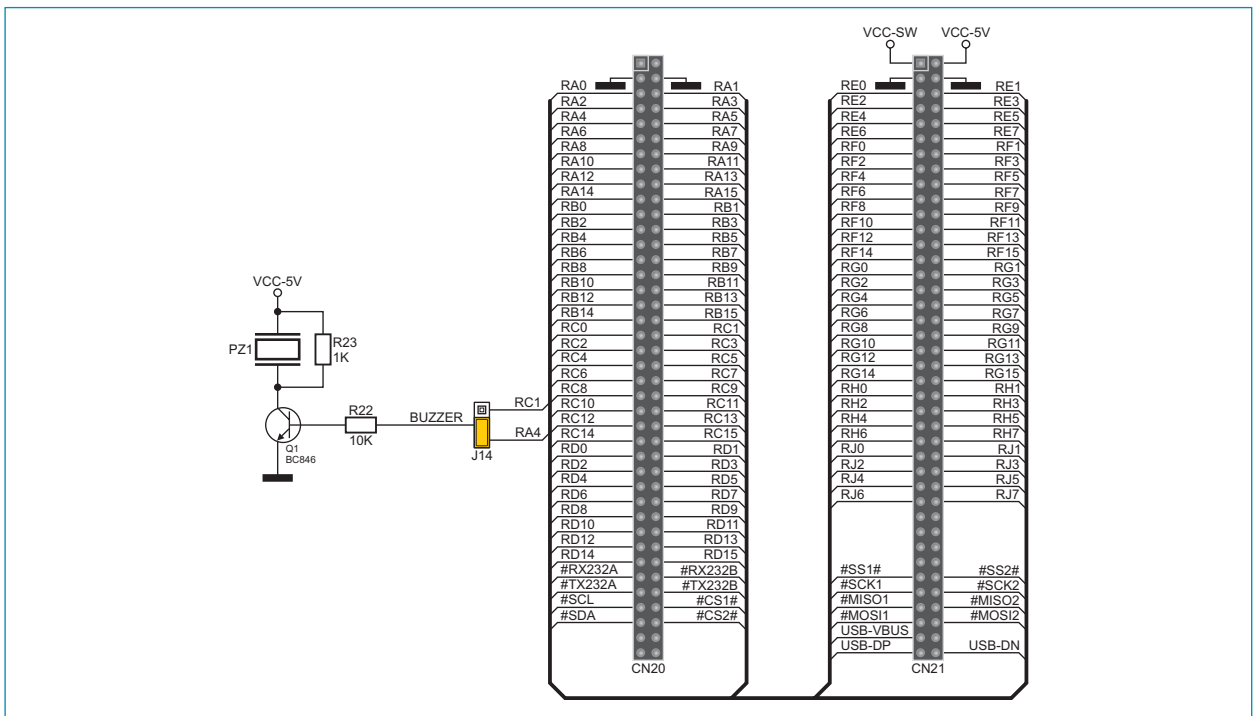 VCC-SW VCC-5V
RA0 RA1 RE0 RE1
RA2 RA3 RE2 RE3
RA4 RA5 RE4 RE5
RA6 RA7 RE6 RE7
RA8 RA9 RF0 RF1
RA10 RA11 RF2 RF3
RA12 RA13 RF4 RF5
RA14 RA15 RF6 RF7
RB0 RB1 RF8 RF9
RB2 RB3 RF10 RF11
RB4 RB5 RF12 RF13
RB6 RB7 RF14 RF15
RB8 RB9 RG0 RG1
VCC-5V RB10 RB11 RG2 RG3
RB12 RB13 RG4 RG5
RB14 RB15 RG6 RG7
RC0 RC1 RG8 RG9
PZ1 R23 RC2 RC3 RG10 RG11
1K RC4 RC5 RG12 RG13
RC6 RC7 RG14 RG15
RC8 RC9 RH0 RH1
RC1 RC10 RC11 RH2 RH3
R22 BUZZER RC12 RC13 RH4 RH5
RA4 RC14 RC15 RH6 RH7
10K RD0 RD1 RJ0 RJ1
Q1 J14
BC846 RD2 RD3 RJ2 RJ3
RD4 RD5 RJ4 RJ5
RD6 RD7 RJ6 RJ7
RD8 RD9
RD10 RD11
RD12 RD13
RD14 RD15
#RX232A #RX232B #SS1# #SS2#
#TX232A #TX232B #SCK1 #SCK2
#SCL #CS1# #MISO1 #MISO2
#SDA #CS2# #MOSI1 #MOSI2
USB-VBUS
USB-DP USB-DN
CN20 CN21